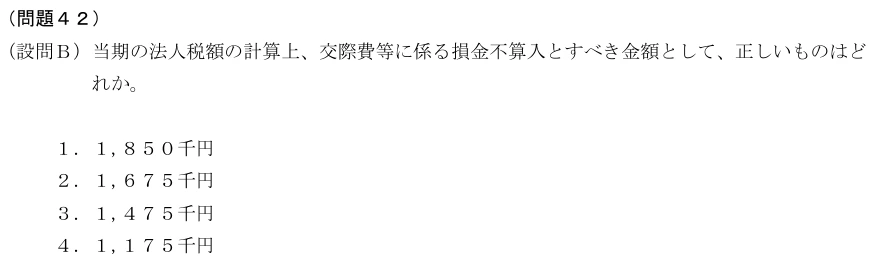 （問題４２）
（設問Ｂ）当期の法人税額の計算上、交際費等に係る損金不算入とすべき金額として、正しいものはど
れか。
１．１,８５０千円
２．１,６７５千円
３．１,４７５千円
４．１,１７５千円